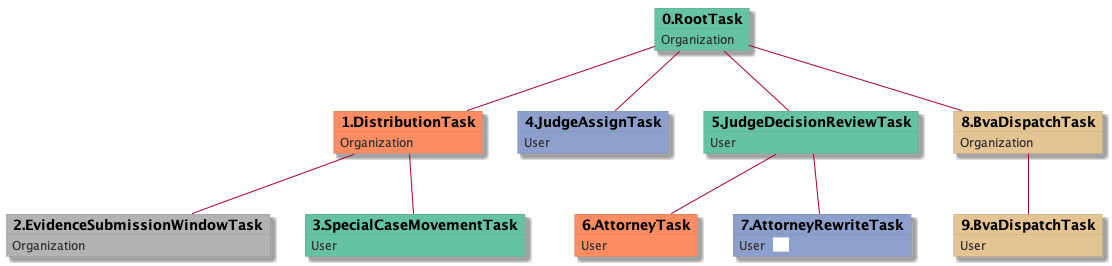 0.RootTask
Organization
1.DistributionTask
Organization
4.JudgeAssignTask
User
5.JudgeDecisionReviewTask
User
8.BvaDispatchTask
Organization
2.EvidenceSubmissionWindowTask
Organization
3.SpecialCaseMovementTask
User
6.AttorneyTask
User
7.AttorneyRewriteTask
User
9.BvaDispatchTask
User